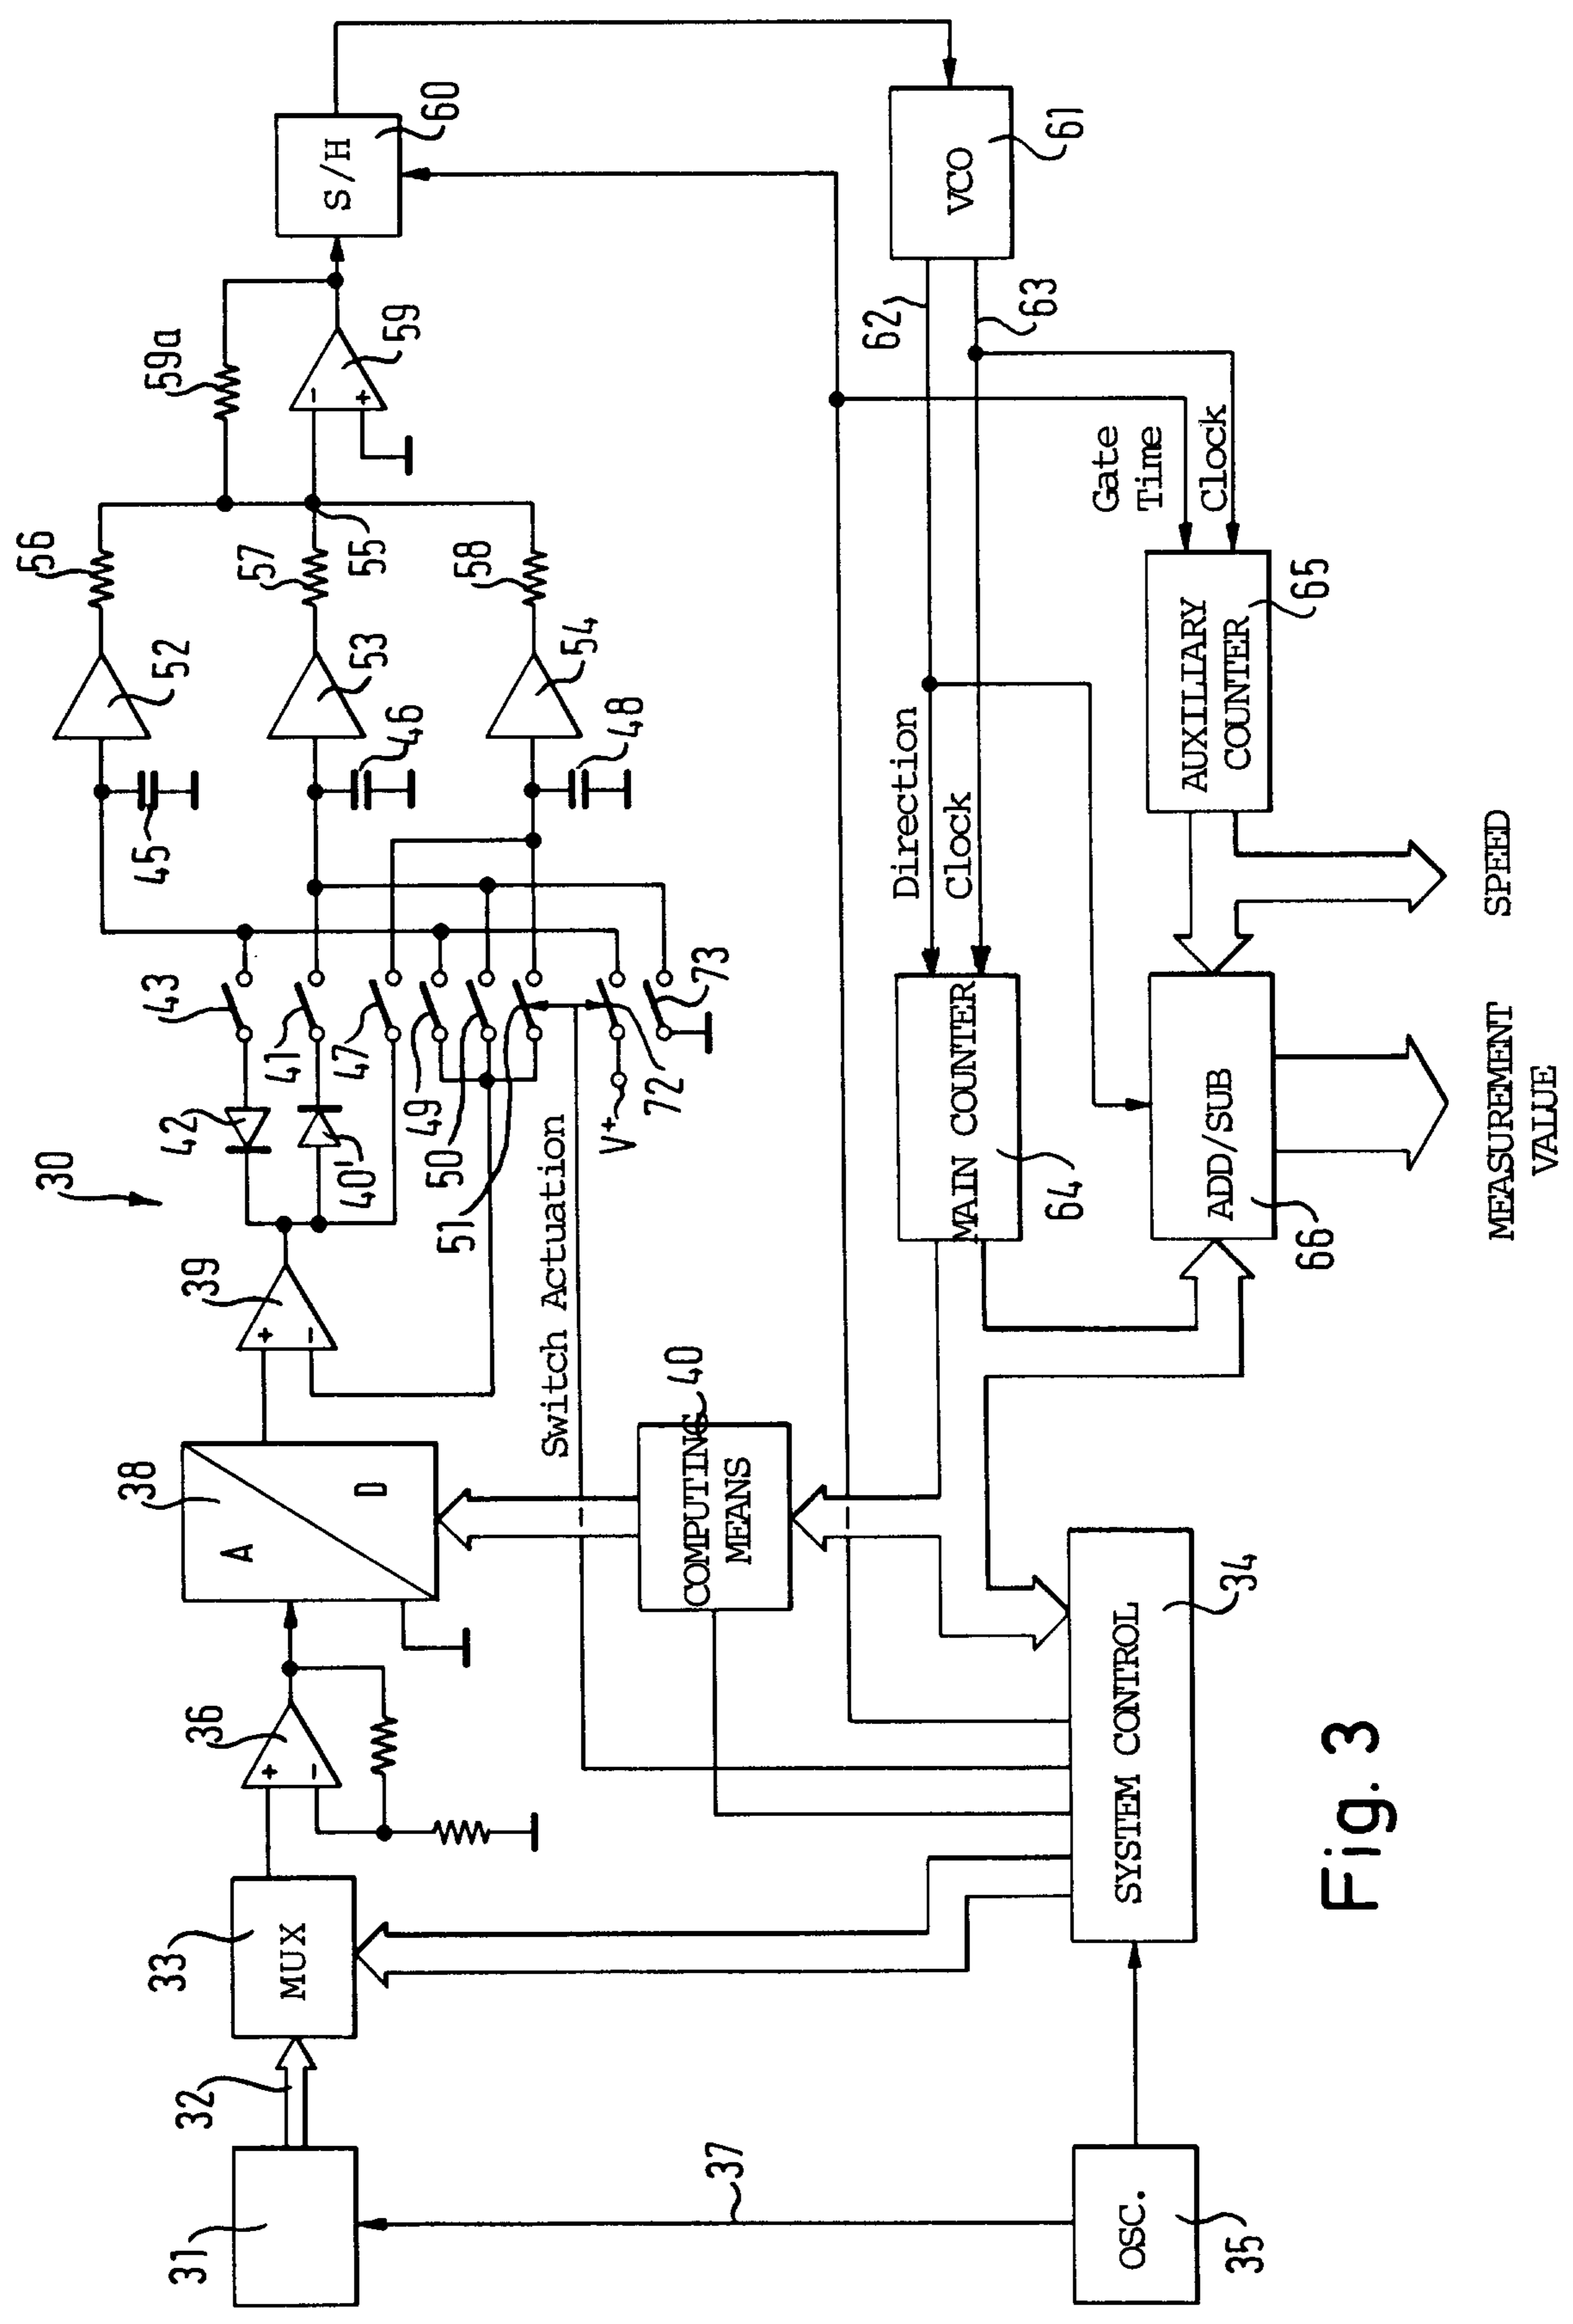 30
31
32
33
MUX
36
+
-
38
A
D
39
+
-
42
40'
43
41
47
49
50
51
72
73
V+
45
46
48
52
53
54
56
57
58
55
59a
59
-
+
S/H
60
Switch Actuation
COMPUTING
MEANS
40
37
OSC.
35
SYSTEM CONTROL
34
MAIN COUNTER
64
Direction
Clock
62
63
VCO
61
Gate
Time
Clock
AUXILIARY
COUNTER
65
ADD/SUB
66
SPEED
MEASUREMENT
VALUE
Fig. 3